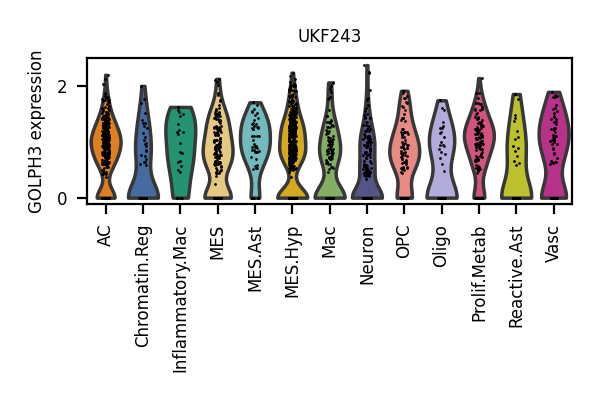 UKF243
GOLPH3 expression
2
0
AC
Chromatin.Reg
Inflammatory.Mac
MES
MES.Ast
MES.Hyp
Mac
Neuron
OPC
Oligo
Prolif.Metab
Reactive.Ast
Vasc